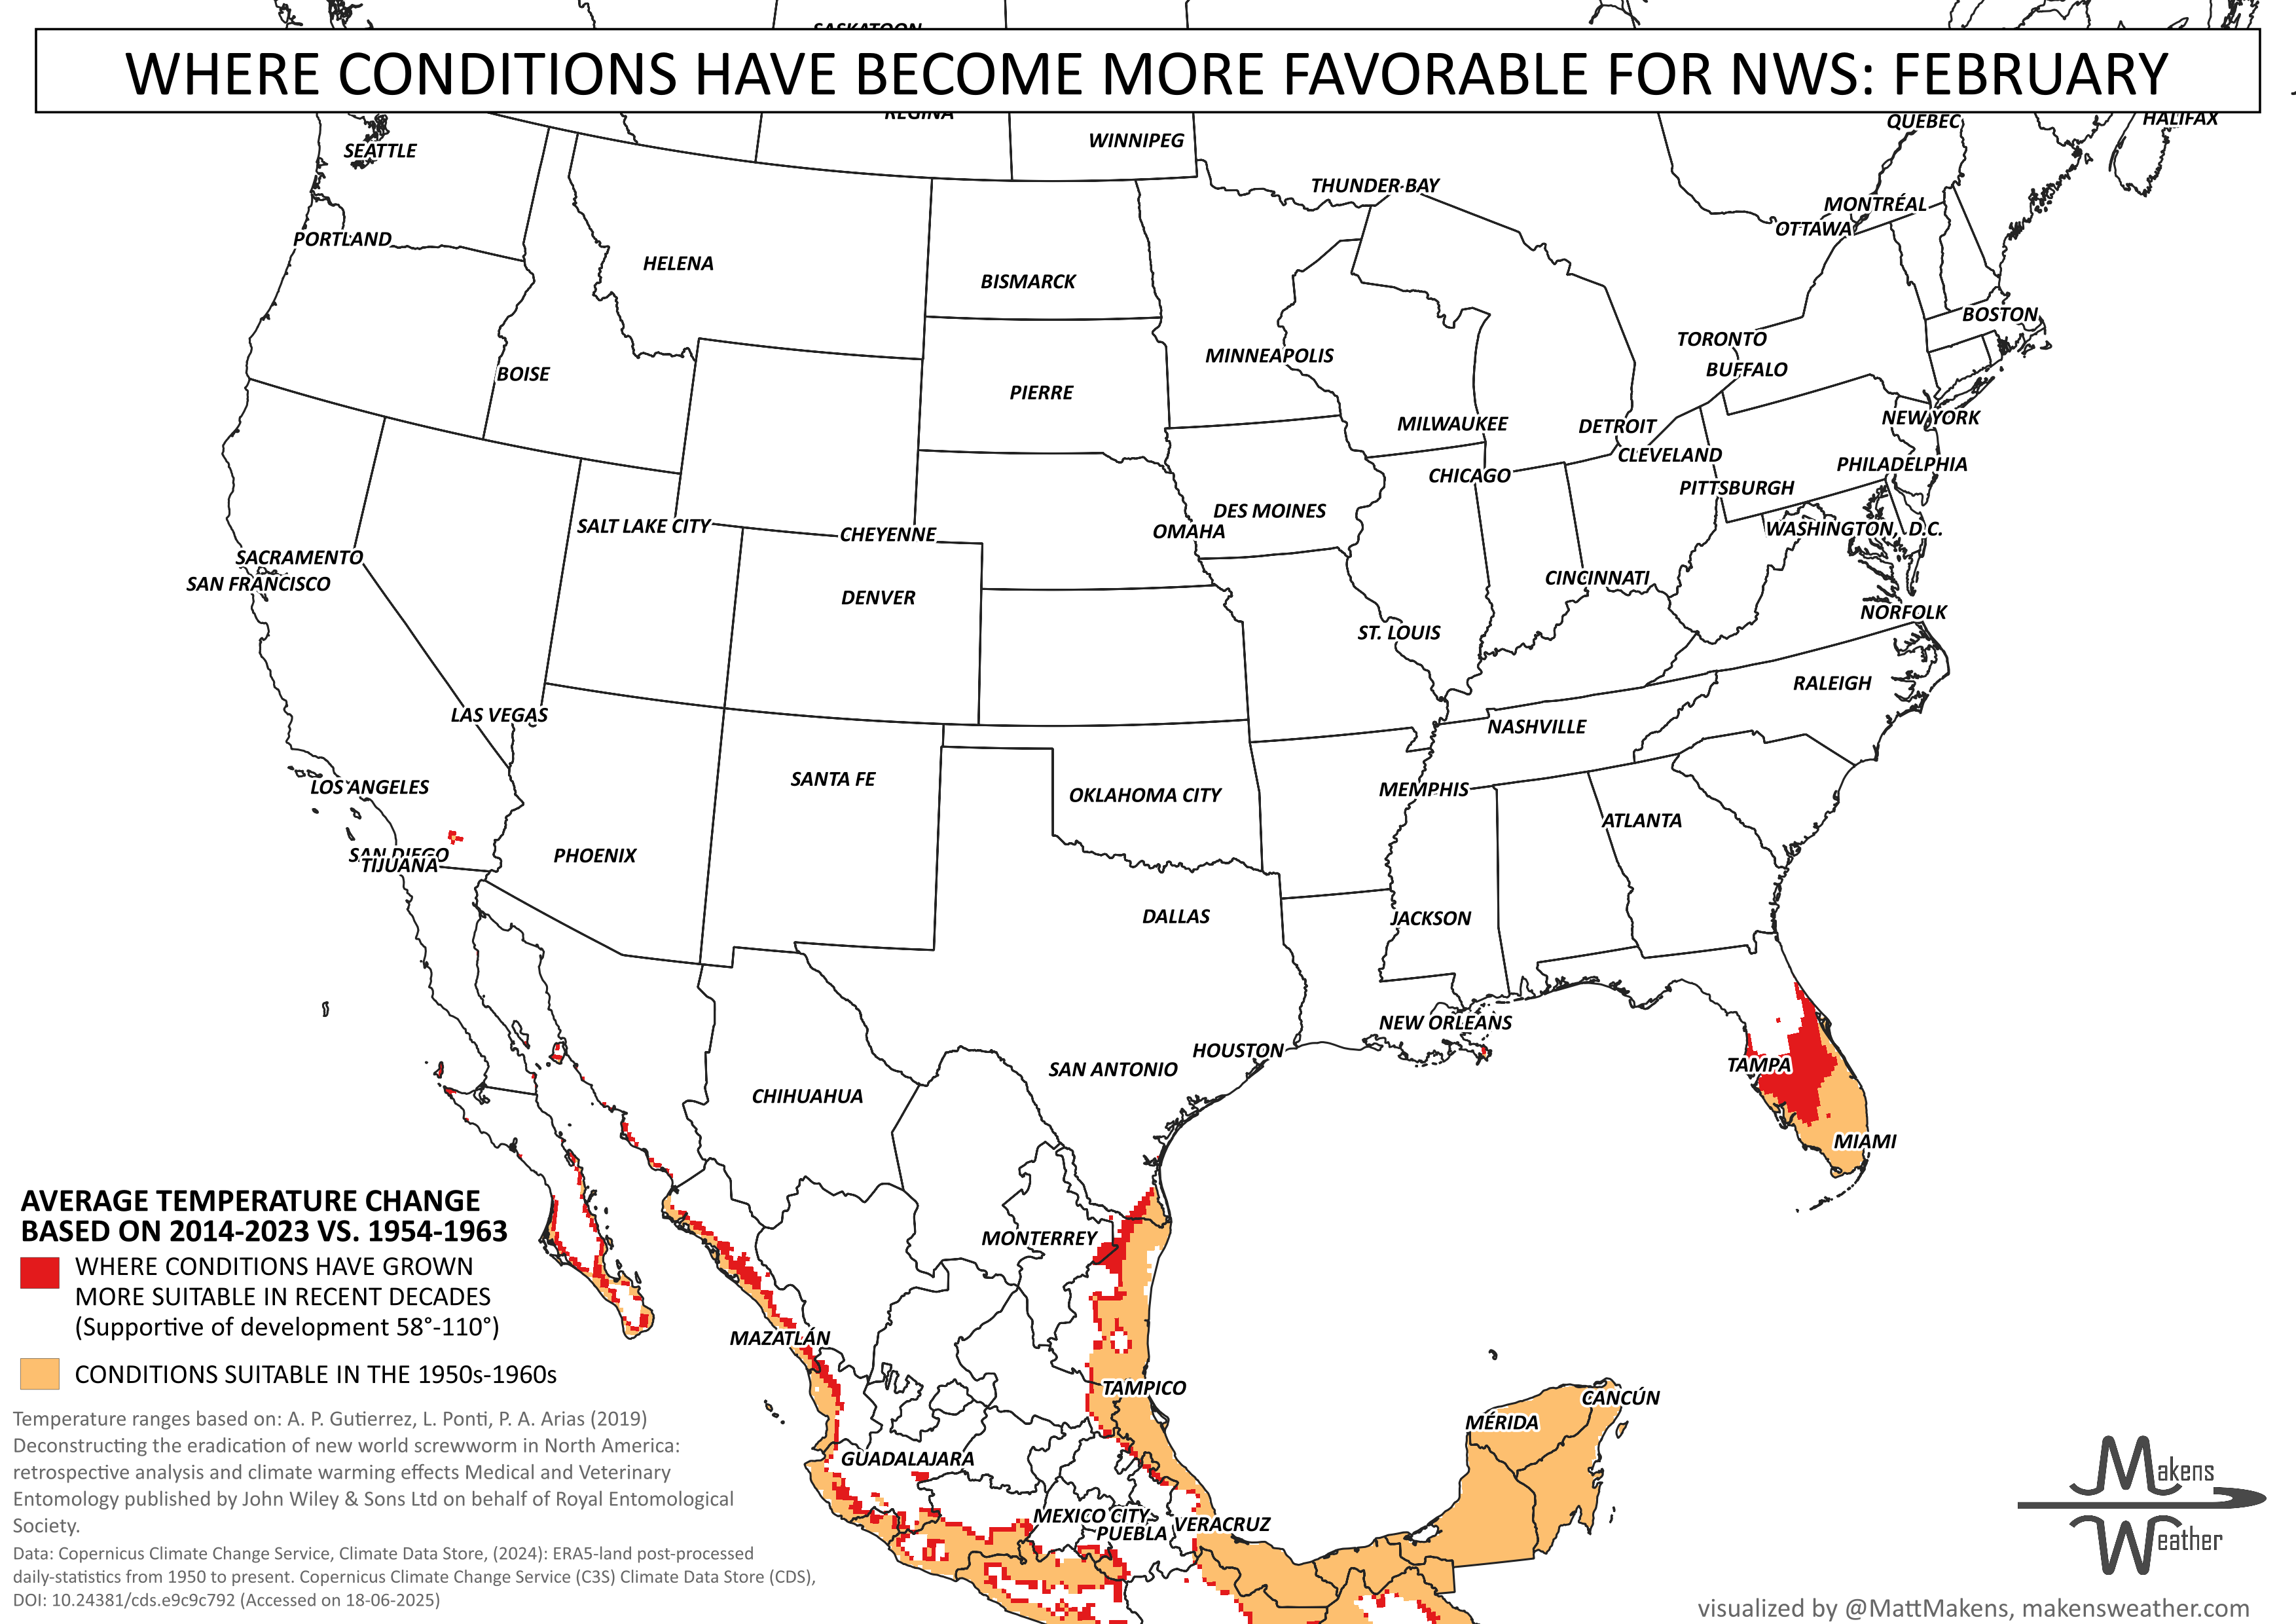 SASKATOON
WHERE CONDITIONS HAVE BECOME MORE FAVORABLE FOR NWS: FEBRUARY
REGINA
WINNIPEG
QUEBEC
HALIFAX
SEATTLE
THUNDER BAY
MONTRÉAL
OTTAWA
PORTLAND
HELENA
BISMARCK
BOSTON
TORONTO
MINNEAPOLIS
BUFFALO
BOISE
PIERRE
MILWAUKEE
DETROIT
NEW YORK
CLEVELAND
CHICAGO
PHILADELPHIA
PITTSBURGH
DES MOINES
SALT LAKE CITY
CHEYENNE
OMAHA
WASHINGTON, D.C.
SACRAMENTO
SAN FRANCISCO
DENVER
CINCINNATI
NORFOLK
ST. LOUIS
RALEIGH
LAS VEGAS
NASHVILLE
SANTA FE
LOS ANGELES
OKLAHOMA CITY
MEMPHIS
ATLANTA
SAN DIEGO
TIJUANA
PHOENIX
DALLAS
JACKSON
NEW ORLEANS
HOUSTON
SAN ANTONIO
TAMPA
CHIHUAHUA
MIAMI
MONTERREY
MAZATLÁN
TAMPICO
CANCÚN
MÉRIDA
GUADALAJARA
MEXICO CITY
PUEBLA
VERACRUZ
AVERAGE TEMPERATURE CHANGE
BASED ON 2014-2023 VS. 1954-1963
WHERE CONDITIONS HAVE GROWN
MORE SUITABLE IN RECENT DECADES
(Supportive of development 58°-110°)
CONDITIONS SUITABLE IN THE 1950s-1960s
Temperature ranges based on: A. P. Gutierrez, L. Ponti, P. A. Arias (2019)
Deconstructing the eradication of new world screwworm in North America:
retrospective analysis and climate warming effects Medical and Veterinary
Entomology published by John Wiley & Sons Ltd on behalf of Royal Entomological
Society.
Data: Copernicus Climate Change Service, Climate Data Store, (2024): ERA5-land post-processed
daily-statistics from 1950 to present. Copernicus Climate Change Service (C3S) Climate Data Store (CDS),
DOI: 10.24381/cds.e9c9c792 (Accessed on 18-06-2025)
Makens
Weather
visualized by @MattMakens, makensweather.com